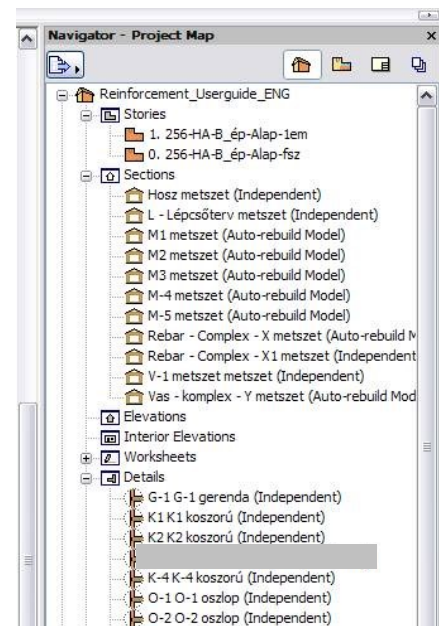 Navigator - Project Map
Reinforcement_Userguide_ENG
Stories
1. 256-HA-B_ép-Alap-1em
0. 256-HA-B_ép-Alap-fsz
Sections
Hosz metszet (Independent)
L - Lépcsőterv metszet (Independent)
M1 metszet (Auto-rebuild Model)
M2 metszet (Auto-rebuild Model)
M3 metszet (Auto-rebuild Model)
M-4 metszet (Auto-rebuild Model)
M-5 metszet (Auto-rebuild Model)
Rebar - Complex - X metszet (Auto-rebuild M
Rebar - Complex - X1 metszet (Independent
V-1 metszet metszet (Independent)
Vas - komplex - Y metszet (Auto-rebuild Mod
Elevations
Interior Elevations
Worksheets
Details
G-1 G-1 gerenda (Independent)
K1 K1 koszorú (Independent)
K2 K2 koszorú (Independent)
K-4 K-4 koszorú (Independent)
O-1 O-1 oszlop (Independent)
O-2 O-2 oszlop (Independent)